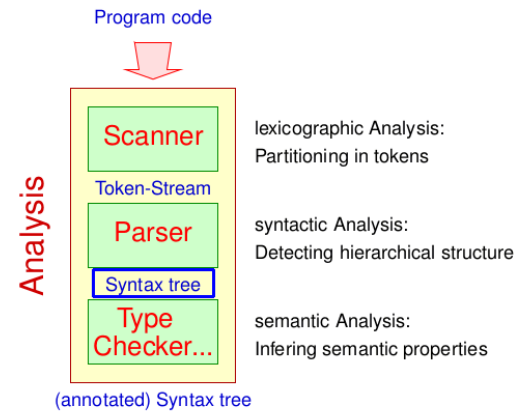 Program code
Analysis
Scanner
lexicographic Analysis:
Partitioning in tokens
Token-Stream
Parser
syntactic Analysis:
Detecting hierarchical structure
Syntax tree
Type
Checker...
semantic Analysis:
Infering semantic properties
(annotated) Syntax tree